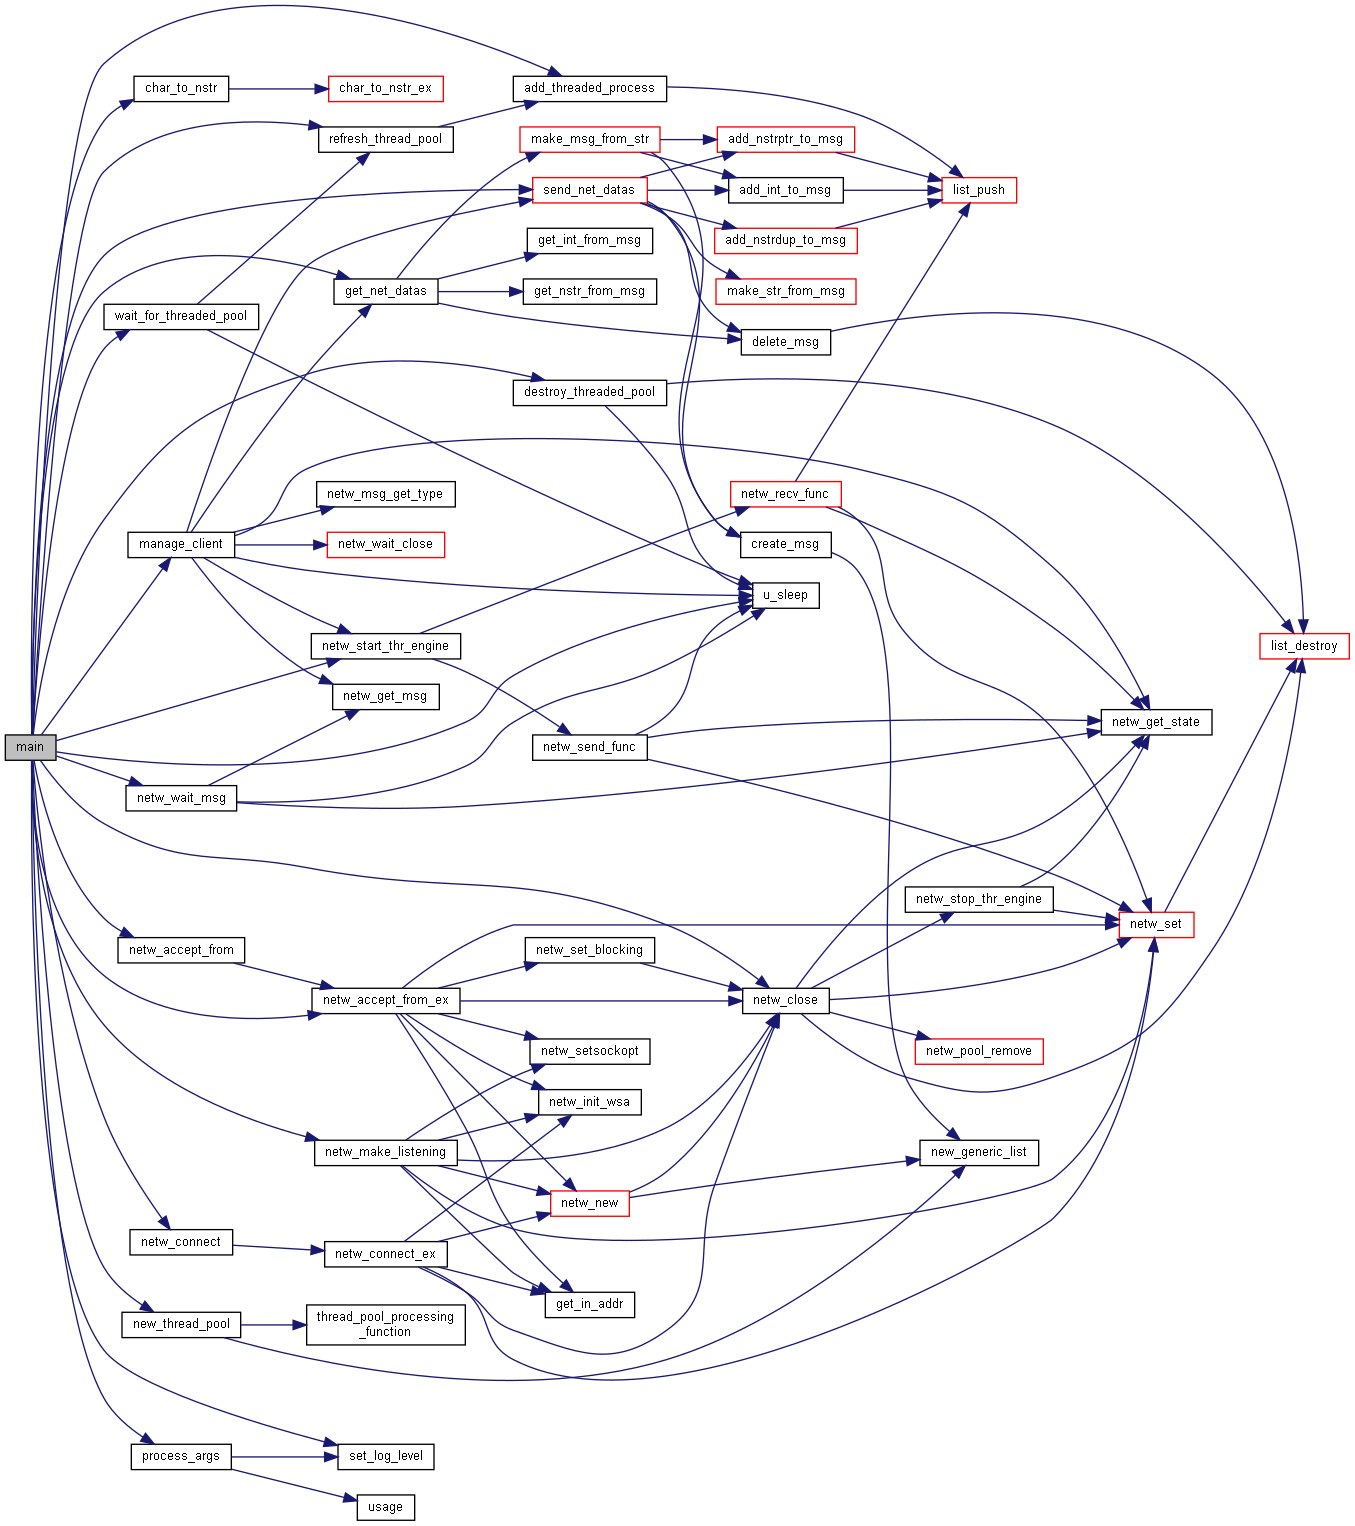 char_to_nstr
char_to_nstr_ex
add_threaded_process
refresh_thread_pool
make_msg_from_str
add_nstrptr_to_msg
send_net_datas
add_int_to_msg
list_push
get_int_from_msg
add_nstrdup_to_msg
get_net_datas
get_nstr_from_msg
make_str_from_msg
wait_for_threaded_pool
delete_msg
destroy_threaded_pool
netw_msg_get_type
netw_recv_func
manage_client
netw_wait_close
create_msg
u_sleep
netw_start_thr_engine
list_destroy
netw_get_msg
netw_get_state
main
netw_send_func
netw_wait_msg
netw_stop_thr_engine
netw_set
netw_accept_from
netw_set_blocking
netw_accept_from_ex
netw_close
netw_setsockopt
netw_pool_remove
netw_init_wsa
netw_make_listening
new_generic_list
netw_new
netw_connect
netw_connect_ex
get_in_addr
new_thread_pool
thread_pool_processing
_function
process_args
set_log_level
usage